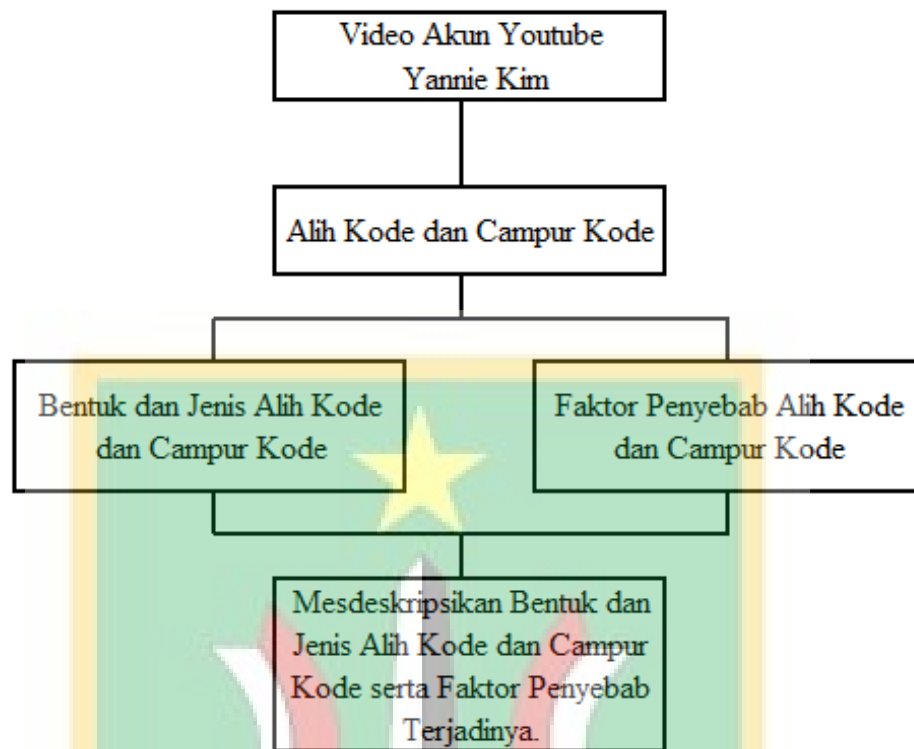 Video Akun Youtube
Yannie Kim
Alih Kode dan Campur Kode
Bentuk dan Jenis Alih Kode
dan Campur Kode
Faktor Penyebab Alih Kode
dan Campur Kode
Mesdeskripsikan Bentuk dan
Jenis Alih Kode dan Campur
Kode serta Faktor Penyebab
Terjadinya.